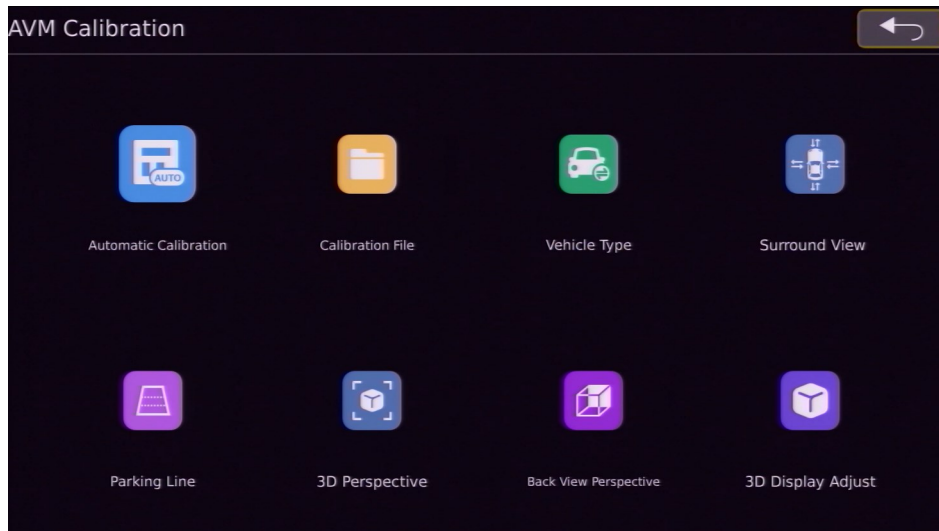 AVM Calibration
AUTO
Automatic Calibration
Calibration File
Vehicle Type
Surround View
Parking Line
3D Perspective
Back View Perspective
3D Display Adjust